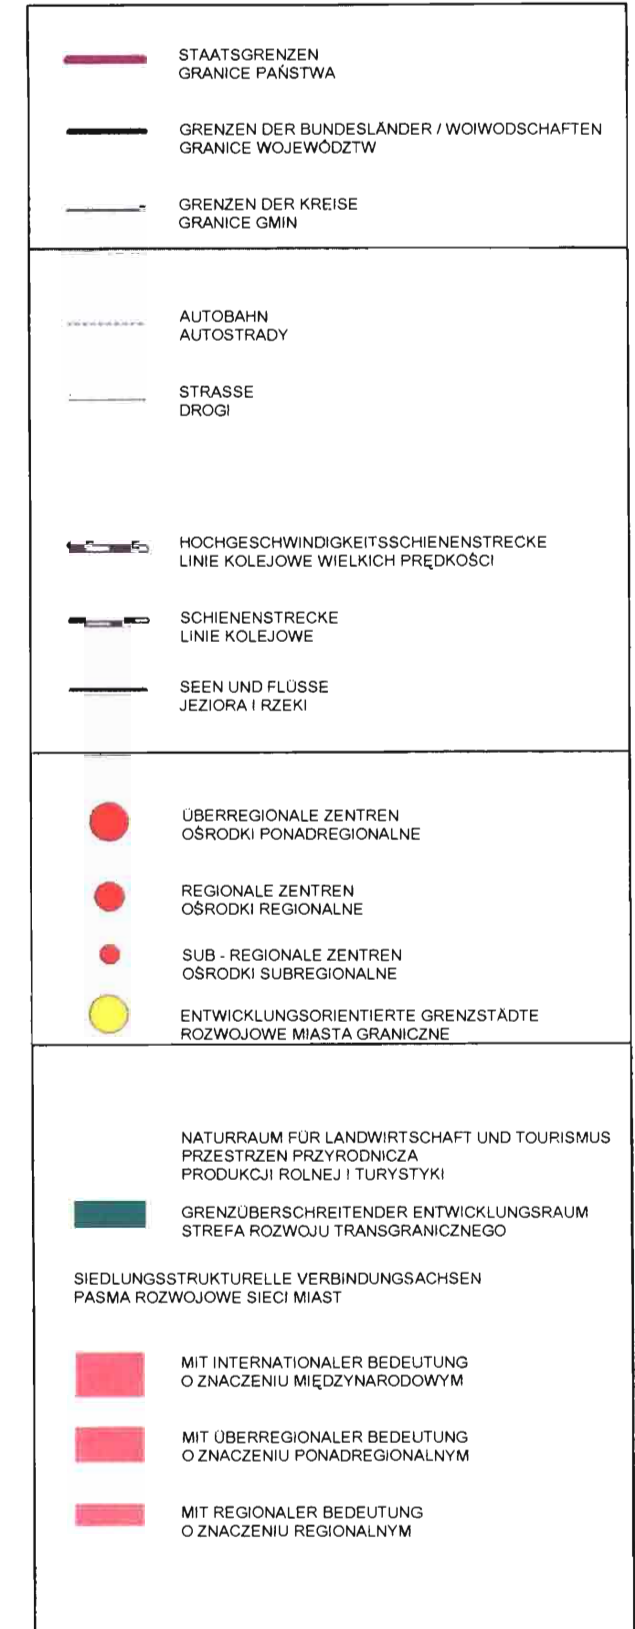 STAATSGRENZEN
GRANICE PAŃSTWA
GRENZEN DER BUNDESLÄNDER / WOIWODSCHAFTEN
GRANICE WOJEWÓDZTW
GRENZEN DER KREISE
GRANICE GMIN
AUTOBAHN
AUTOSTRADY
STRASSE
DROGI
HOCHGESCHWINDIGKEITSSCHIENENSTRECKE
LINIE KOLEJOWE WIELKICH PRĘDKOŚCI
SCHIENENSTRECKE
LINIE KOLEJOWE
SEEN UND FLÜSSE
JEZIORA I RZEKI
ÜBERREGIONALE ZENTREN
OŚRODKI PONADREGIONALNE
REGIONALE ZENTREN
OŚRODKI REGIONALNE
SUB - REGIONALE ZENTREN
OŚRODKI SUBREGIONALNE
ENTWICKLUNGSORIENTIERTE GRENZSTÄDTE
ROZWOJOWE MIASTA GRANICZNE
NATURRAUM FÜR LANDWIRTSCHAFT UND TOURISMUS
PRZESTRZEN PRZYRODNICZA
PRODUKCJI ROLNEJ I TURYSTYKI
GRENZÜBERSCHREITENDER ENTWICKLUNGSRAUM
STREFA ROZWOJU TRANSGRANICZNEGO
SIEDLUNGSSTRUKTURELLE VERBINDUNGSACHSEN
PASMA ROZWOJOWE SIECI MIAST
MIT INTERNATIONALER BEDEUTUNG
O ZNACZENIU MIĘDZYNARODOWYM
MIT ÜBERREGIONALER BEDEUTUNG
O ZNACZENIU PONADREGIONALNYM
MIT REGIONALER BEDEUTUNG
O ZNACZENIU REGIONALNYM